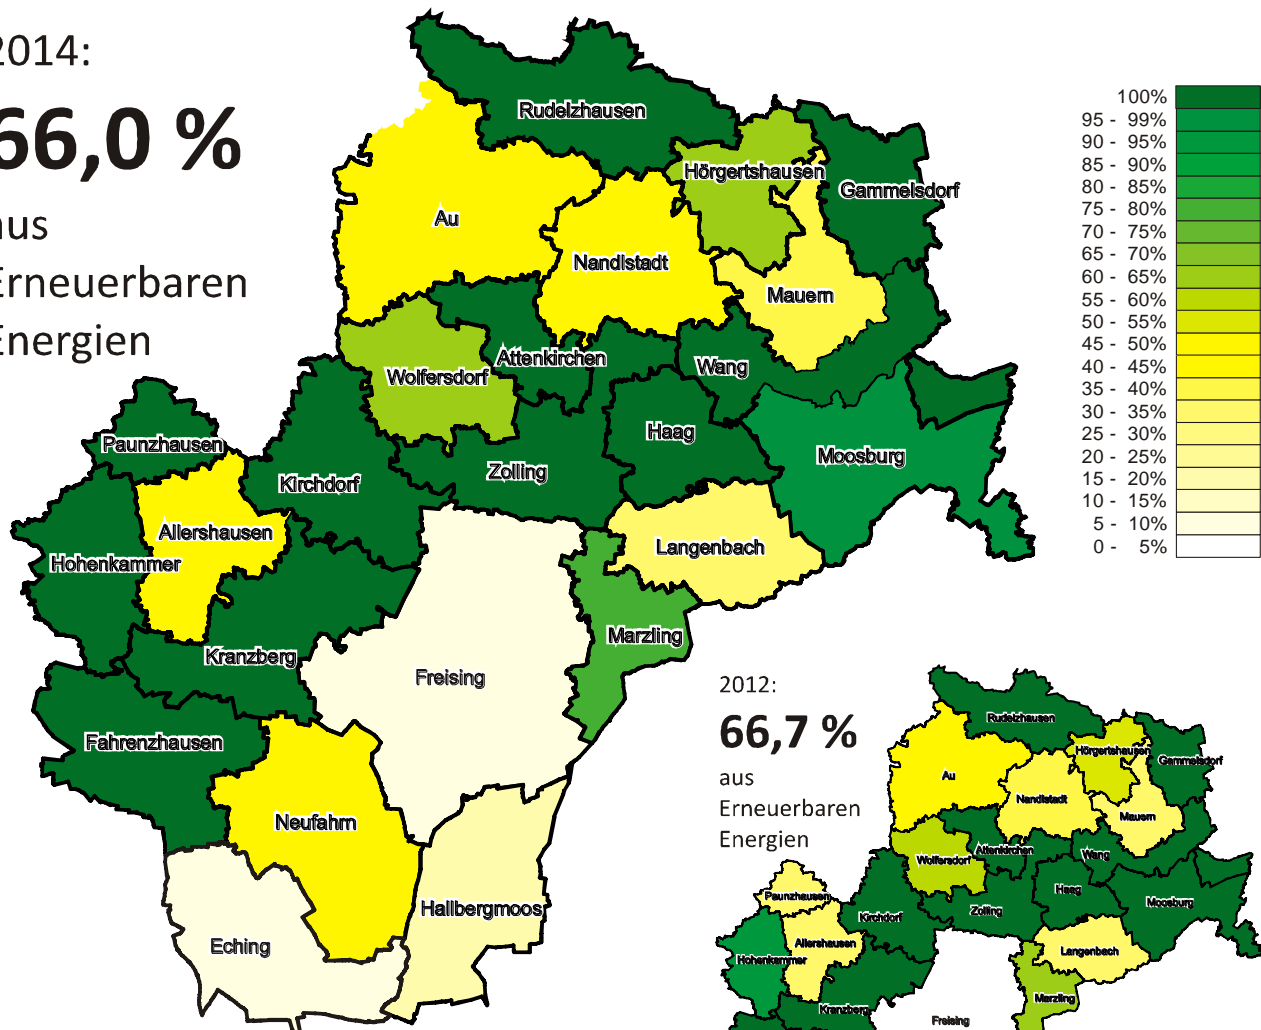 2014:
66,0 %
aus
Erneuerbaren
Energien
Rudelzhausen
Hörgertshausen
Gammelsdorf
Au
Nandlstadt
Mauern
Attenkirchen
Wang
Wolfersdorf
Haag
Paunzhausen
Zolling
Moosburg
Kirchdorf
Allershausen
Langenbach
Hohenkammer
Marzling
Kranzberg
Freising
Fahrenzhausen
Neufahrn
Hallbergmoos
Eching
100%
95 - 99%
90 - 95%
85 - 90%
80 - 85%
75 - 80%
70 - 75%
65 - 70%
60 - 65%
55 - 60%
50 - 55%
45 - 50%
40 - 45%
35 - 40%
30 - 35%
25 - 30%
20 - 25%
15 - 20%
10 - 15%
5 - 10%
0 - 5%
2012:
66,7 %
aus
Erneuerbaren
Energien
Rudelzhausen
Hörgertshausen
Gammelsdorf
Au
Nandlstadt
Mauern
Attenkirchen
Wang
Wolfersdorf
Haag
Paunzhausen
Zolling
Moosburg
Kirchdorf
Allershausen
Langenbach
Hohenkammer
Marzling
Kranzberg
Freising